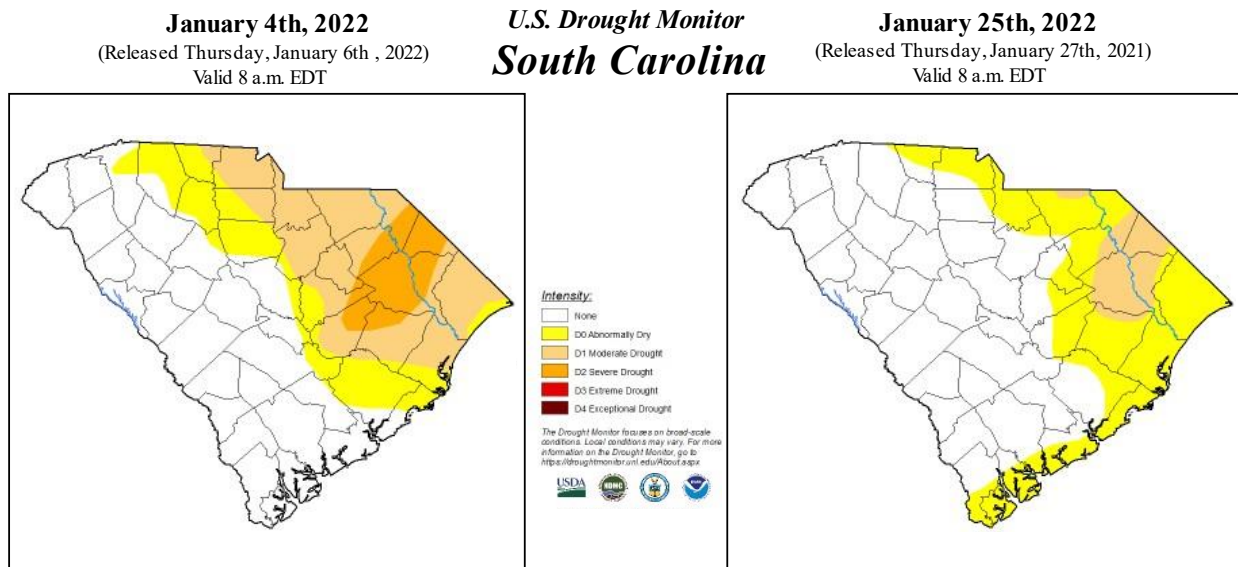 January 4th, 2022
(Released Thursday, January 6th , 2022)
Valid 8 a.m. EDT
U.S. Drought Monitor
South Carolina
January 25th, 2022
(Released Thursday, January 27th, 2021)
Valid 8 a.m. EDT
Intensity:
None
D0 Abnormally Dry
D1 Moderate Drought
D2 Severe Drought
D3 Extreme Drought
D4 Exceptional Drought
The Drought Monitor focuses on broad-scale
conditions. Local conditions may vary. For more
information on the Drought Monitor, go to
https://droughtmonitor.unl.edu/About.aspx
USDA
NDMC